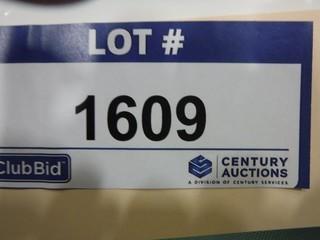 LOT #
1609
ClubBid
CENTURY
AUCTIONS
A DIVISION OF CENTURY SERVICES